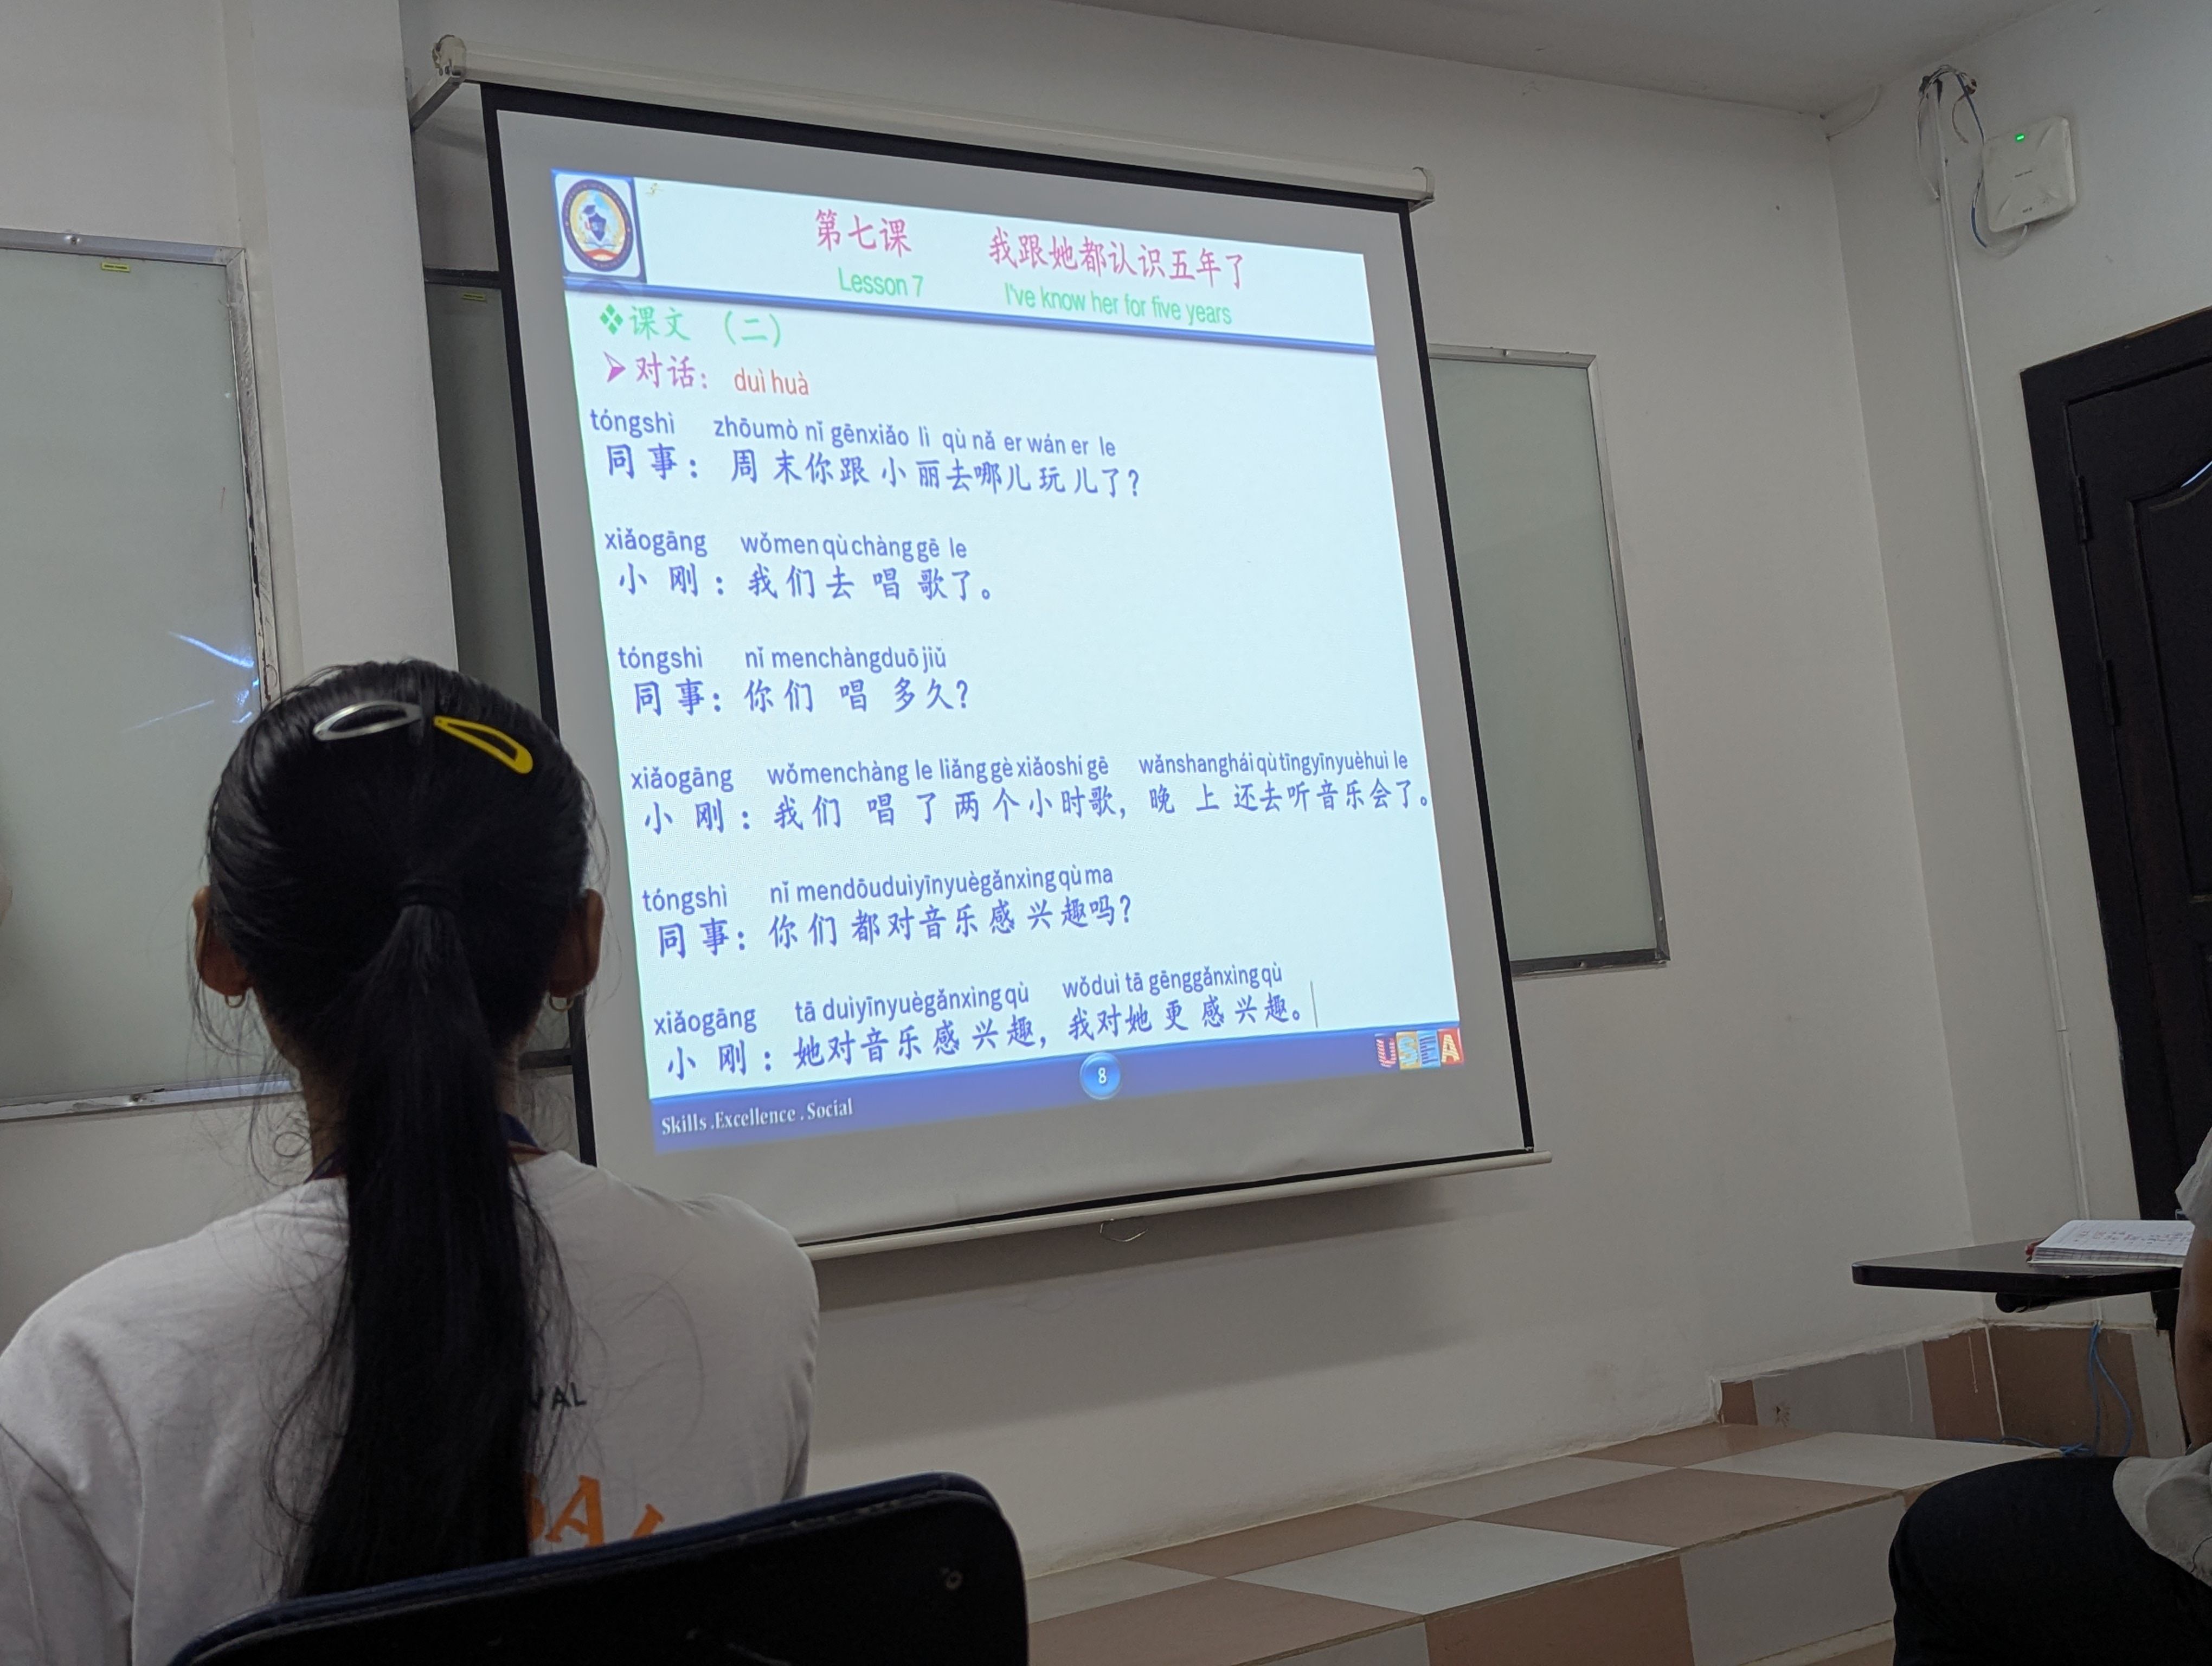 第七课 我跟她都认识五年了
Lesson 7 I've know her for five years
课文 （二）
对话： duì huà
tóngshì zhōumò nǐ gēnxiǎo lì qù nǎ er wán er le
同 事： 周 末你跟 小 丽去哪儿玩 儿了？
xiǎogāng wǒmen qù chàng gē le
小 刚：我们去 唱 歌了。
tóngshì nǐ menchàngduō jiǔ
同 事：你们 唱 多久？
xiǎogāng wǒmenchàng le liǎng gè xiǎoshí gē wǎnshanghái qù tīngyīnyuèhuì le
小 刚：我们 唱 了 两 个 小时歌，晚 上 还去听音乐会了。
tóngshì nǐ mendōuduìyīnyuègǎnxìng qù ma
同 事：你们 都对音乐感 兴 趣吗？
xiǎogāng tā duìyīnyuègǎnxìng qù wǒduì tā gēnggǎnxìng qù
小 刚：她对音乐感 兴 趣，我对她 更 感 兴 趣。
8
USEA
Skills .Excellence . Social